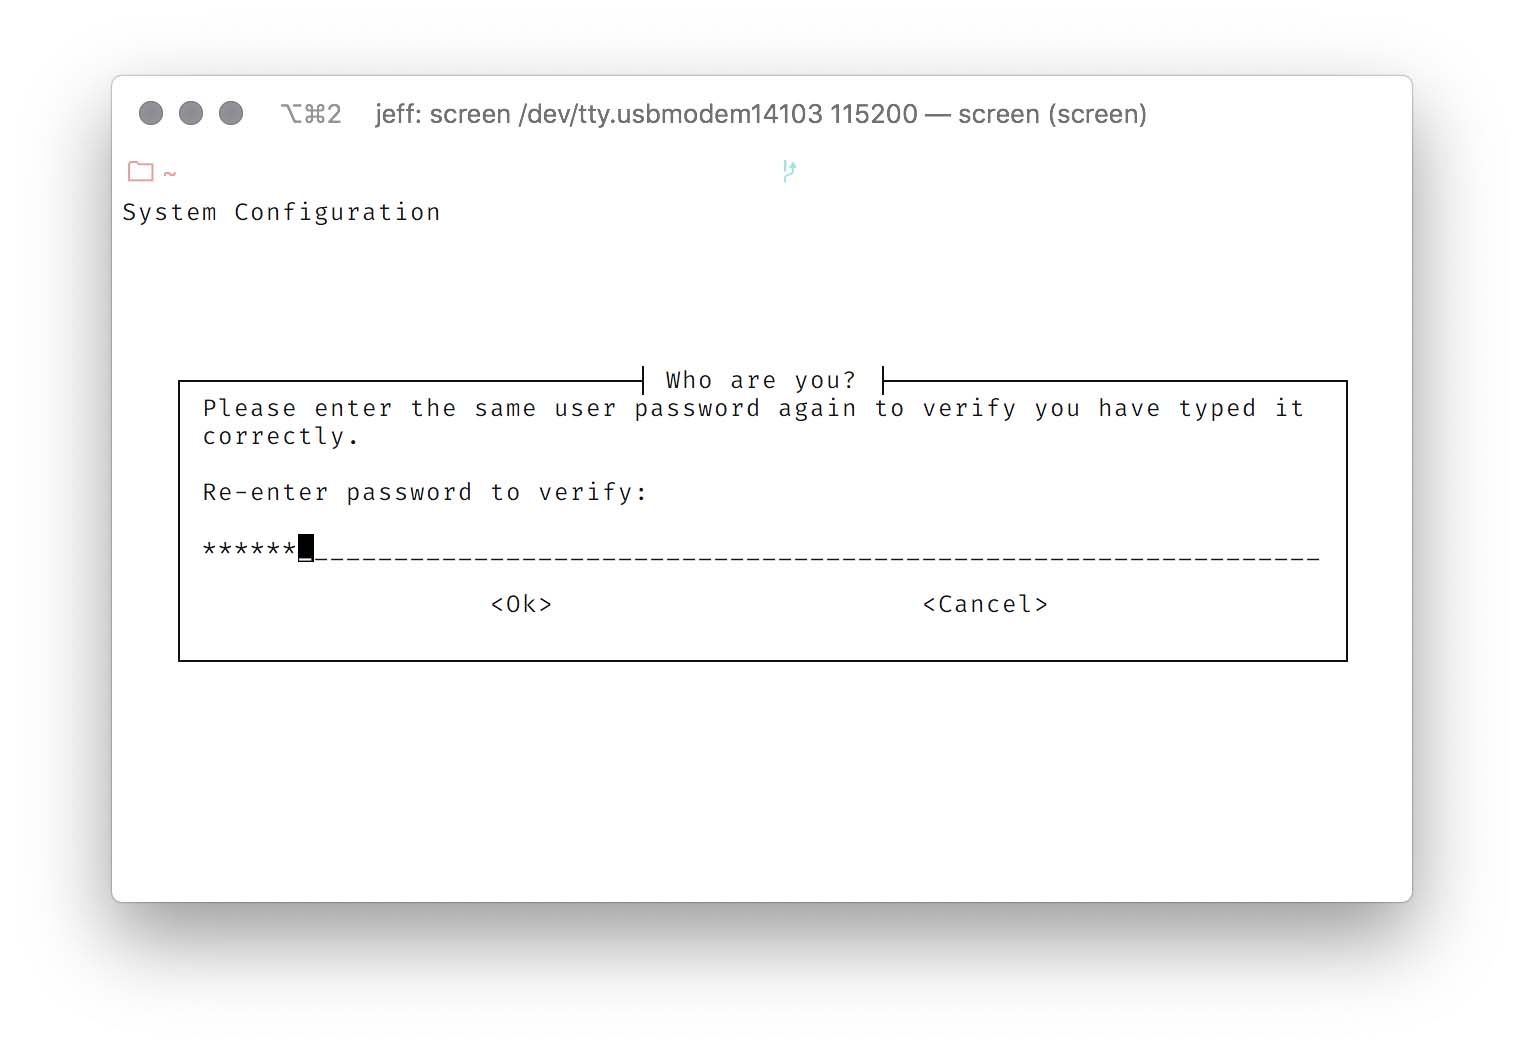 ⌥⌘2 jeff: screen /dev/tty.usbmodem14103 115200 — screen (screen)
~
System Configuration
Who are you?
Please enter the same user password again to verify you have typed it
correctly.
Re-enter password to verify:
******
<Ok> <Cancel>